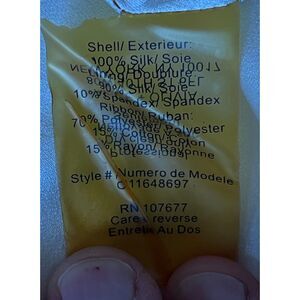 Shell/ Exterieur:
100% Silk/ Soie
Lining/Doublure
90% Silk/ Soie
10% Spandex/ Spandex
Ribbon/ Ruban:
70% Polyester/ Polyester
15% Cotton/ Coton
15% Rayon/ Rayonne
Style # Numero de Modele
O11648697
RN 107677
Care - reverse
Entretien Au Dos